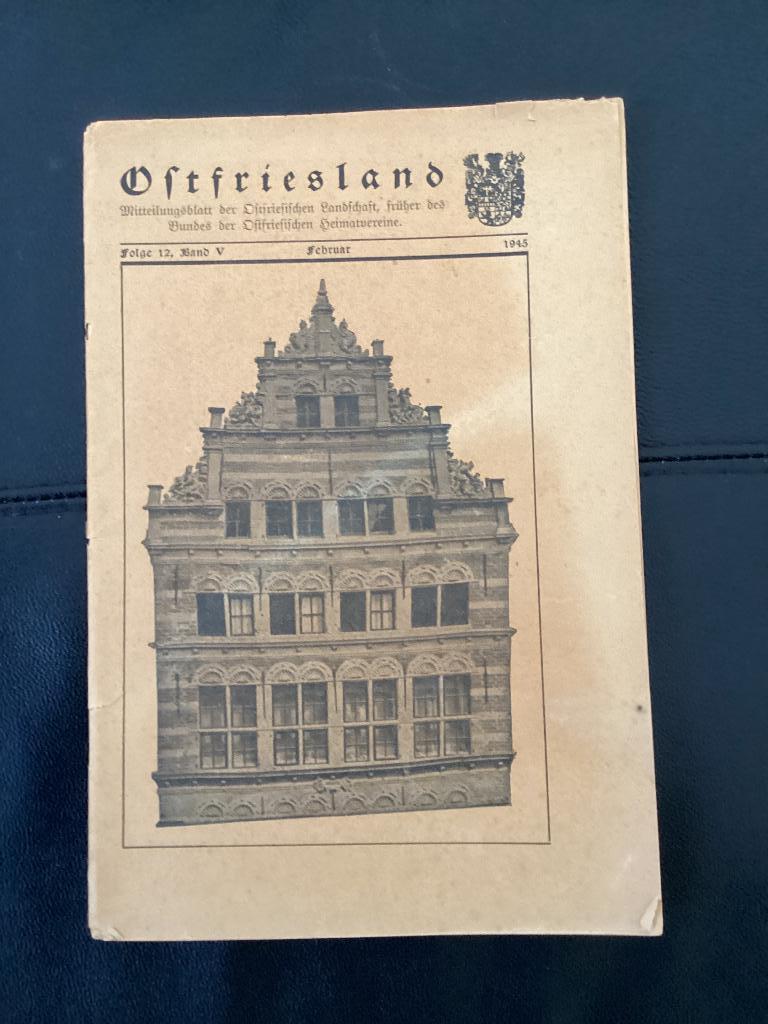 Ostfriesland
Mitteilungsblatt der Ostfriesischen Landschaft, früher des
Bundes der Ostfriesischen Heimatvereine.
Folge 12, Band V Februar 1945